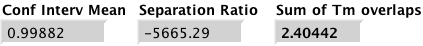 Conf Interv Mean Separation Ratio Sum of Tm overlaps
0.99882 -5665.29 2.40442